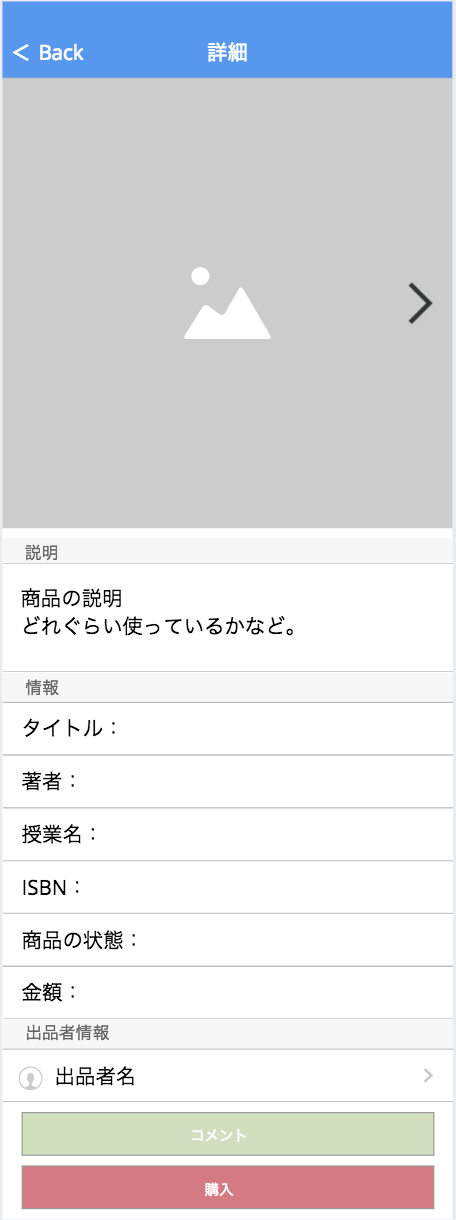 < Back
詳細
説明
商品の説明
どれぐらい使っているかなど。
情報
タイトル：
著者：
授業名：
ISBN：
商品の状態：
金額：
出品者情報
出品者名
コメント
購入